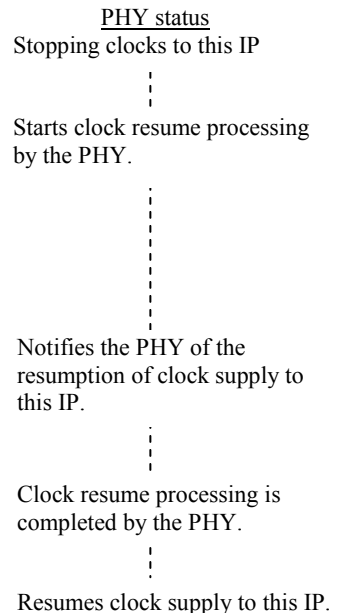 PHY status
Stopping clocks to this IP
Starts clock resume processing
by the PHY.
Notifies the PHY of the
resumption of clock supply to
this IP.
Clock resume processing is
completed by the PHY.
Resumes clock supply to this IP.